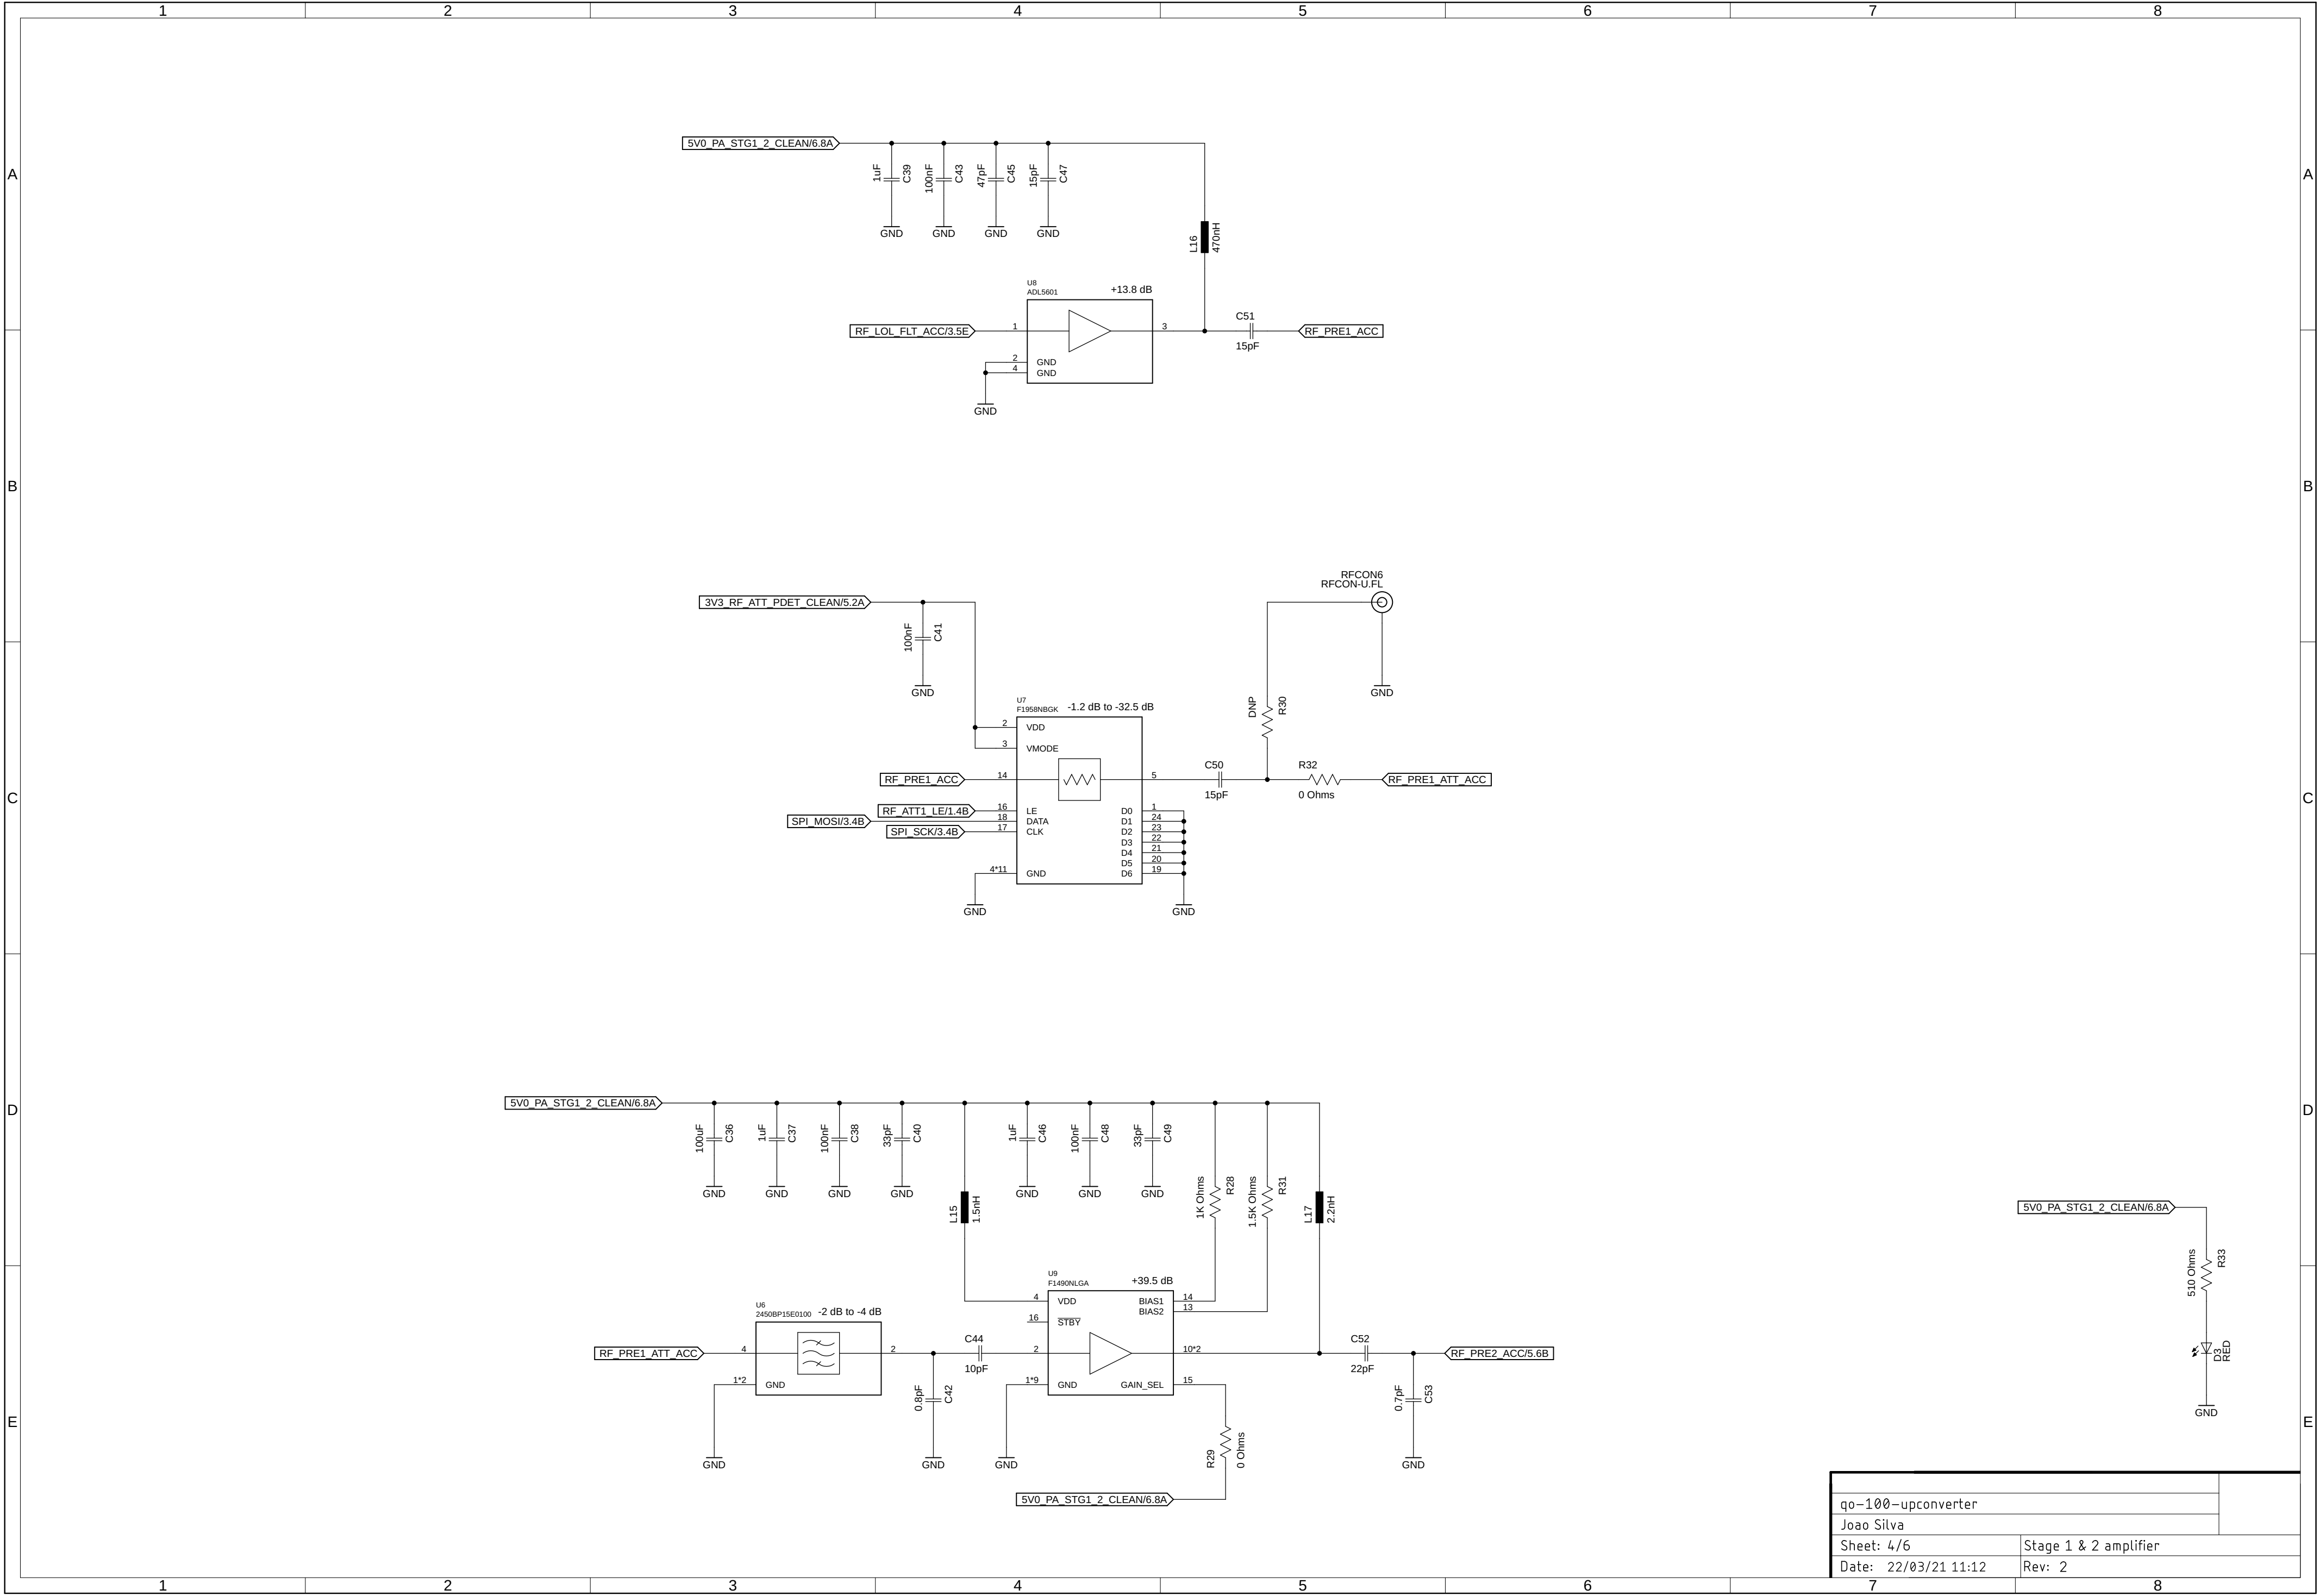 1 2 3 4 5 6 7 8
A A
5V0_PA_STG1_2_CLEAN/6.8A
1uF C39
100nF C43
47pF C45
15pF C47
GND GND GND GND
L16 470nH
U8
ADL5601
+13.8 dB
RF_LOL_FLT_ACC/3.5E
1
3
C51
15pF
RF_PRE1_ACC
2 GND
4 GND
GND
B B
RFCON6
RFCON-U.FL
3V3_RF_ATT_PDET_CLEAN/5.2A
100nF C41
GND
GND
DNP R30
U7
F1958NBGK
-1.2 dB to -32.5 dB
2 VDD
3 VMODE
RF_PRE1_ACC
14
5
C50
15pF
R32
0 Ohms
RF_PRE1_ATT_ACC
C C
RF_ATT1_LE/1.4B
16 LE
SPI_MOSI/3.4B
18 DATA
SPI_SCK/3.4B
17 CLK
D0 1
D1 24
D2 23
D3 22
D4 21
D5 20
D6 19
4*11 GND
GND GND
D D
5V0_PA_STG1_2_CLEAN/6.8A
100uF C36
1uF C37
100nF C38
33pF C40
1uF C46
100nF C48
33pF C49
GND GND GND GND GND GND GND
L15 1.5nH
1K Ohms R28
1.5K Ohms R31
L17 2.2nH
5V0_PA_STG1_2_CLEAN/6.8A
510 Ohms R33
D3
RED
GND
U9
F1490NLGA
+39.5 dB
4 VDD
BIAS1 14
BIAS2 13
16 STBY
U6
2450BP15E0100
-2 dB to -4 dB
RF_PRE1_ATT_ACC
4
2
C44
10pF
2
10*2
C52
22pF
RF_PRE2_ACC/5.6B
1*2 GND
0.8pF C42
1*9 GND
GAIN_SEL 15
0.7pF C53
E E
R29 0 Ohms
GND GND GND GND
5V0_PA_STG1_2_CLEAN/6.8A
qo-100-upconverter
Joao Silva
Sheet: 4/6
Stage 1 & 2 amplifier
Date: 22/03/21 11:12
Rev: 2
1 2 3 4 5 6 7 8